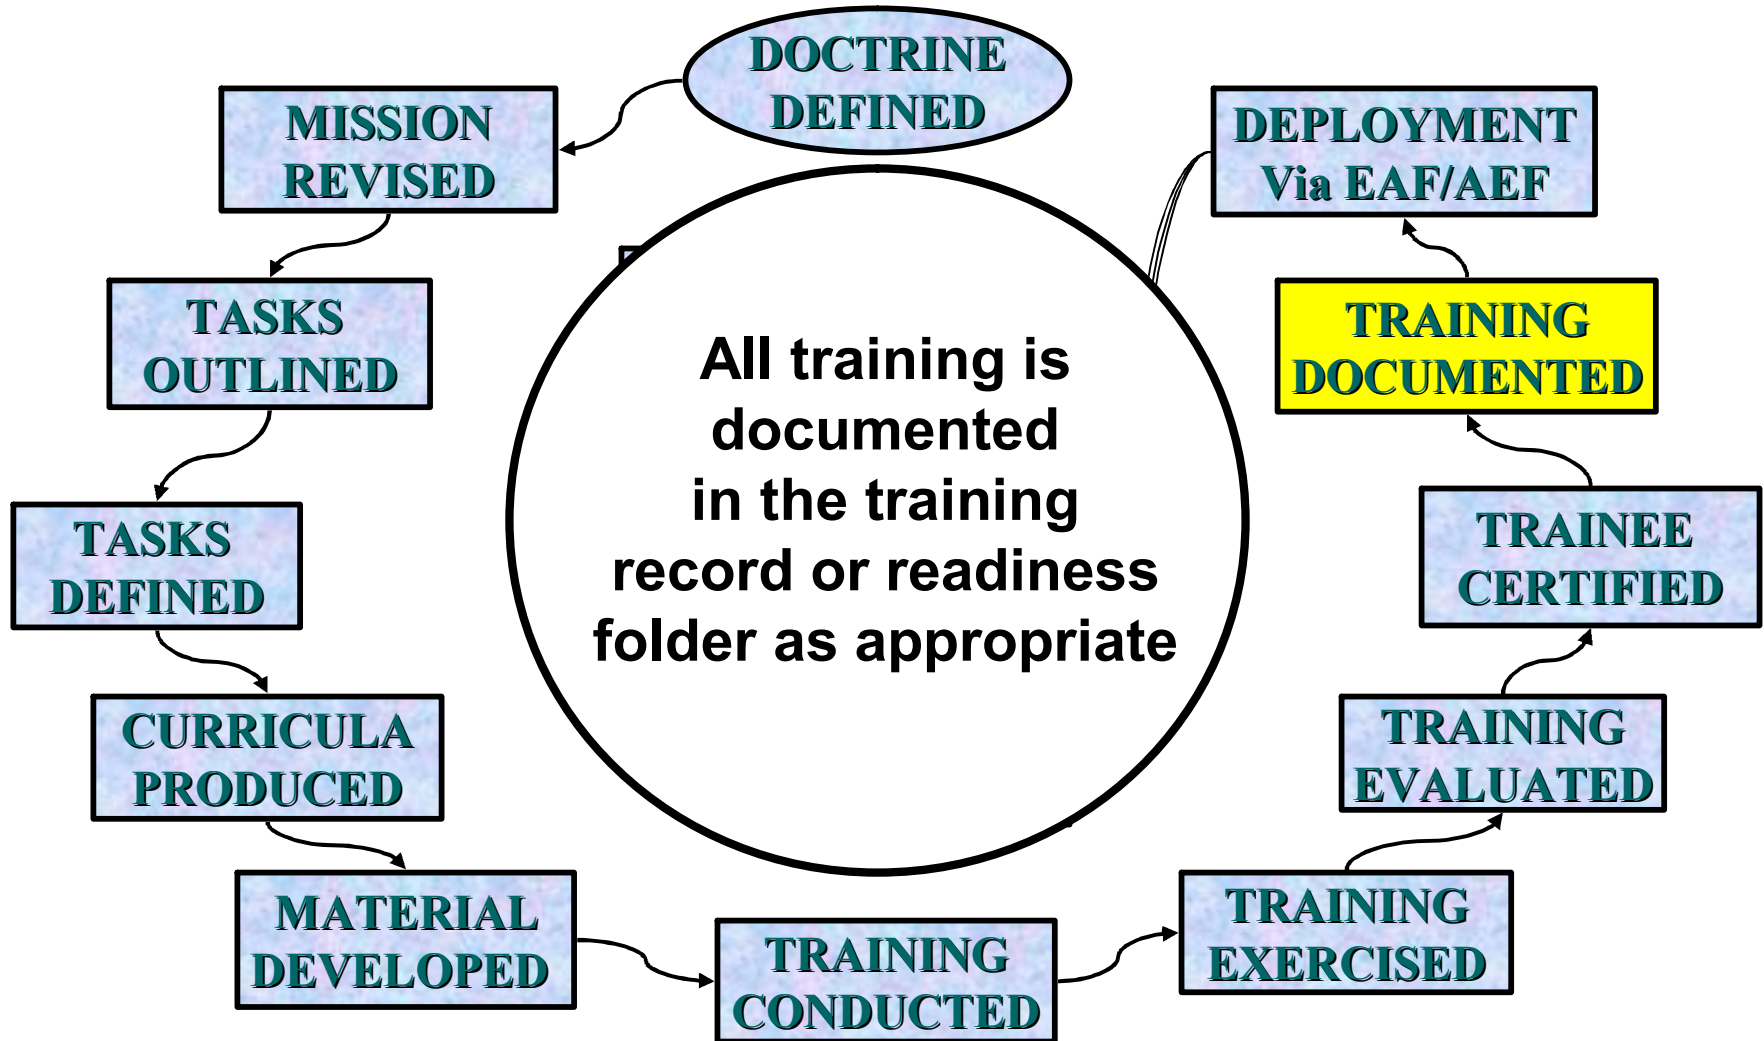 DOCTRINE
DEFINED
MISSION
REVISED
TASKS
OUTLINED
TASKS
DEFINED
CURRICULA
PRODUCED
MATERIAL
DEVELOPED
TRAINING
CONDUCTED
TRAINING
EXERCISED
TRAINING
EVALUATED
TRAINEE
CERTIFIED
TRAINING
DOCUMENTED
DEPLOYMENT
Via EAF/AEF
All training is
documented
in the training
record or readiness
folder as appropriate